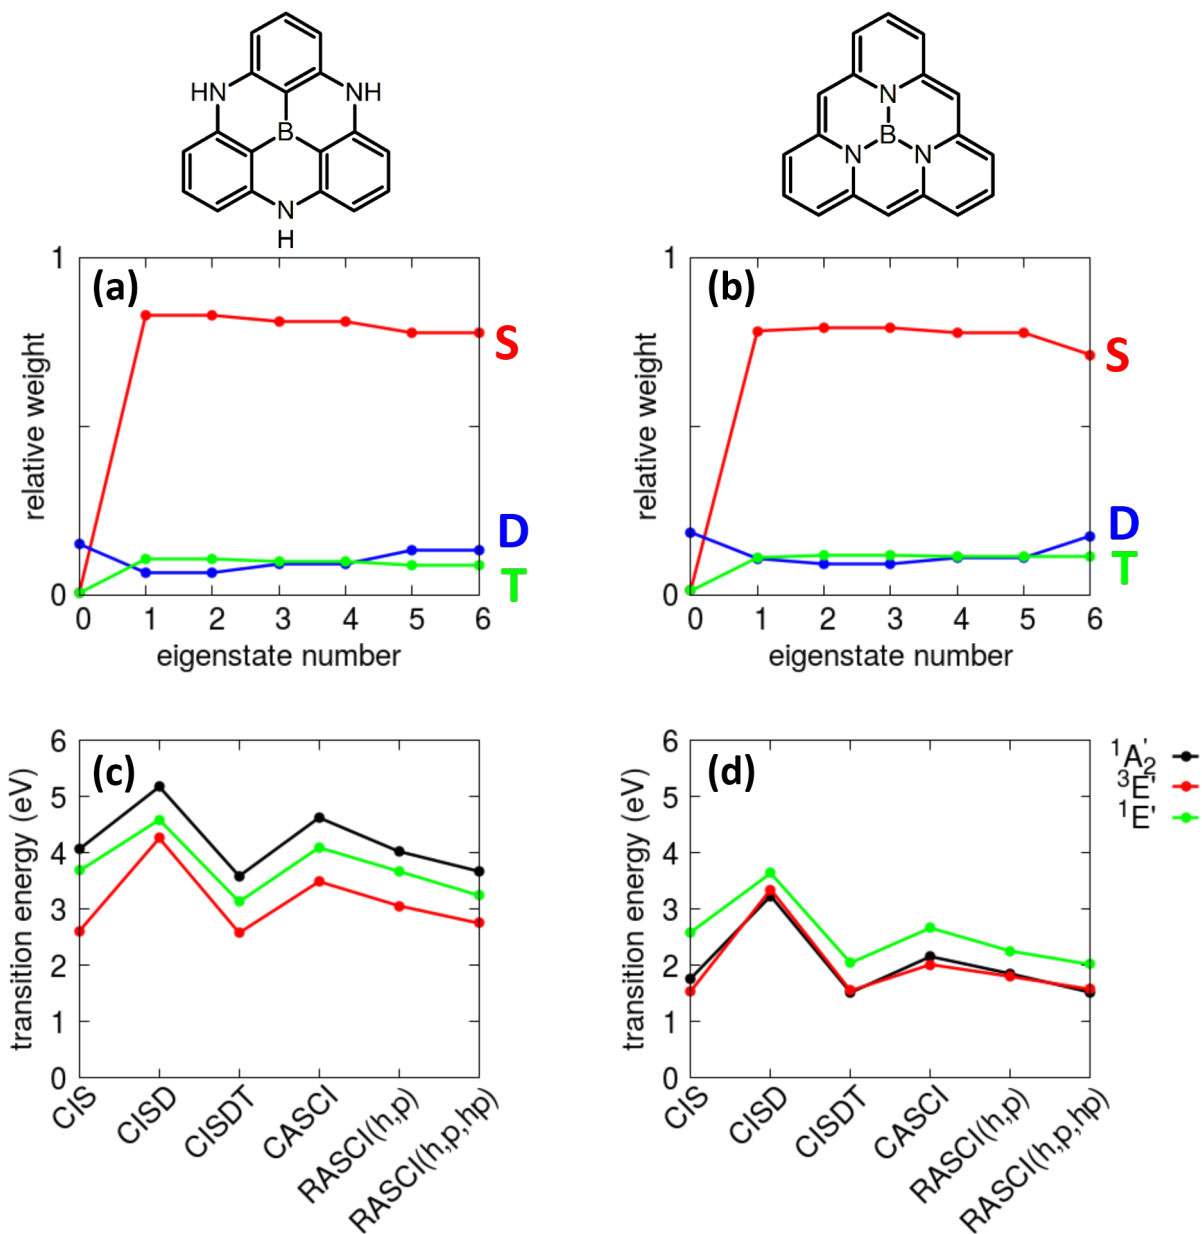 HN
NH
B
N
H
N
B
N
N
(a)
1
0
relative weight
S
D
T
0 1 2 3 4 5 6
eigenstate number
(b)
1
0
relative weight
S
D
T
0 1 2 3 4 5 6
eigenstate number
(c)
6
5
4
3
2
1
0
transition energy (eV)
CIS
CISD
CISDT
CASCI
RASCI(h,p)
RASCI(h,p,hp)
(d)
6
5
4
3
2
1
0
transition energy (eV)
CIS
CISD
CISDT
CASCI
RASCI(h,p)
RASCI(h,p,hp)
¹A₂'
³E'
¹E'